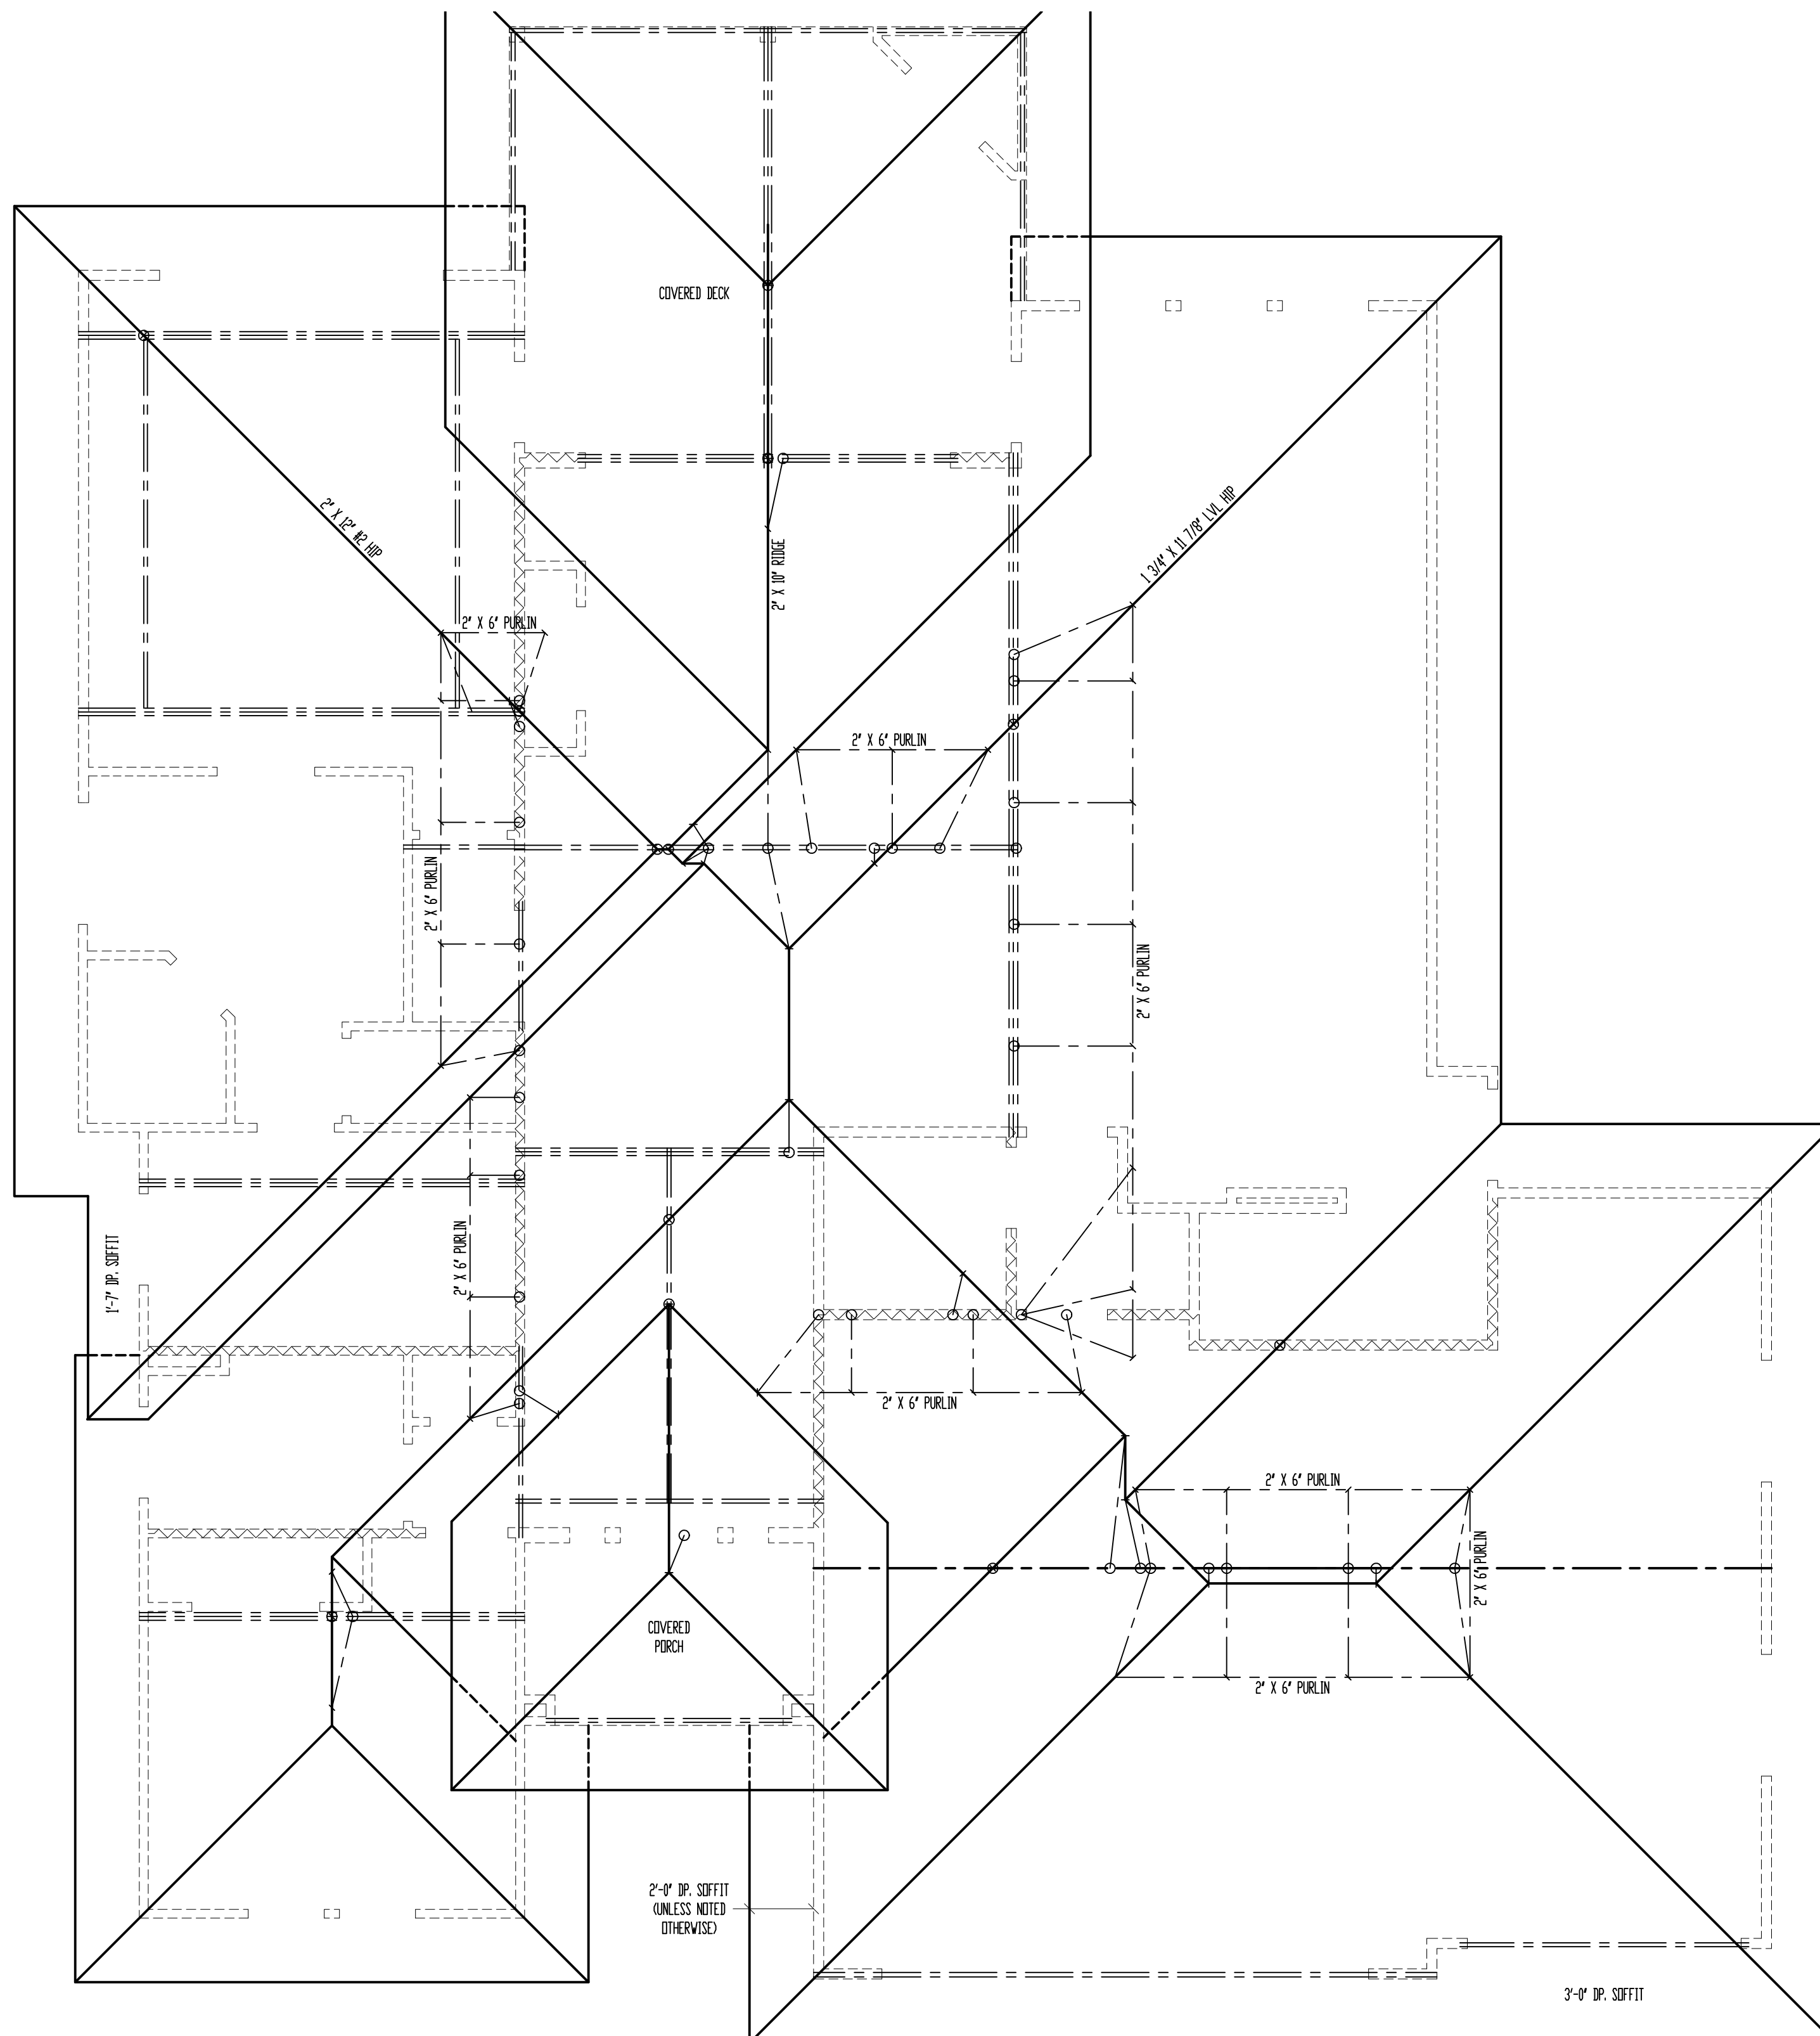 COVERED DECK
2" X 12" #2 HIP
1 3/4" X 11 7/8" LVL HIP
2" X 10" RIDGE
2" X 6" PURLIN
2" X 6" PURLIN
2" X 6" PURLIN
2" X 6" PURLIN
1'-7" DP. SOFFIT
2" X 6" PURLIN
2" X 6" PURLIN
2" X 6" PURLIN
2" X 6" PURLIN
2" X 6" PURLIN
COVERED
PORCH
2'-0" DP. SOFFIT
(UNLESS NOTED
OTHERWISE)
3'-0" DP. SOFFIT